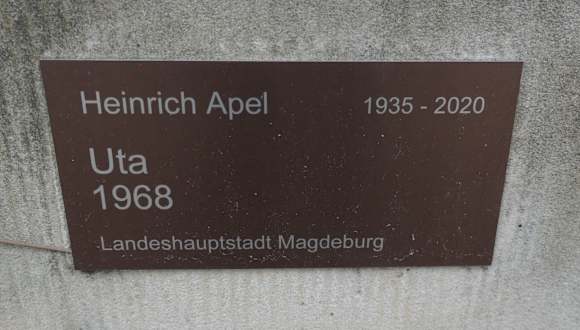 Heinrich Apel 1935 - 2020
Uta
1968
Landeshauptstadt Magdeburg